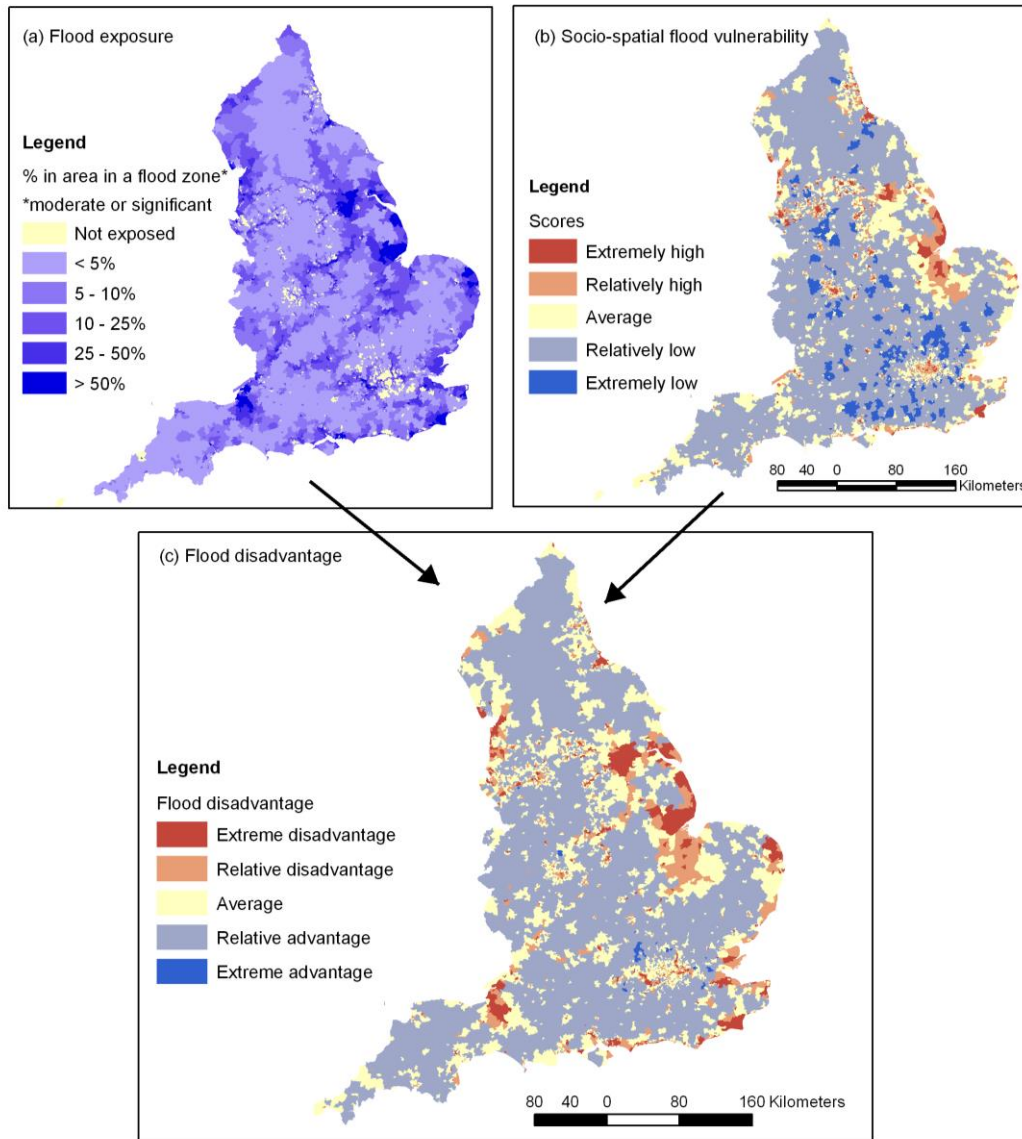 (a) Flood exposure
Legend
% in area in a flood zone*
*moderate or significant
Not exposed
< 5%
5 - 10%
10 - 25%
25 - 50%
> 50%
(b) Socio-spatial flood vulnerability
Legend
Scores
Extremely high
Relatively high
Average
Relatively low
Extremely low
80 40 0 80 160
Kilometers
(c) Flood disadvantage
Legend
Flood disadvantage
Extreme disadvantage
Relative disadvantage
Average
Relative advantage
Extreme advantage
80 40 0 80 160 Kilometers